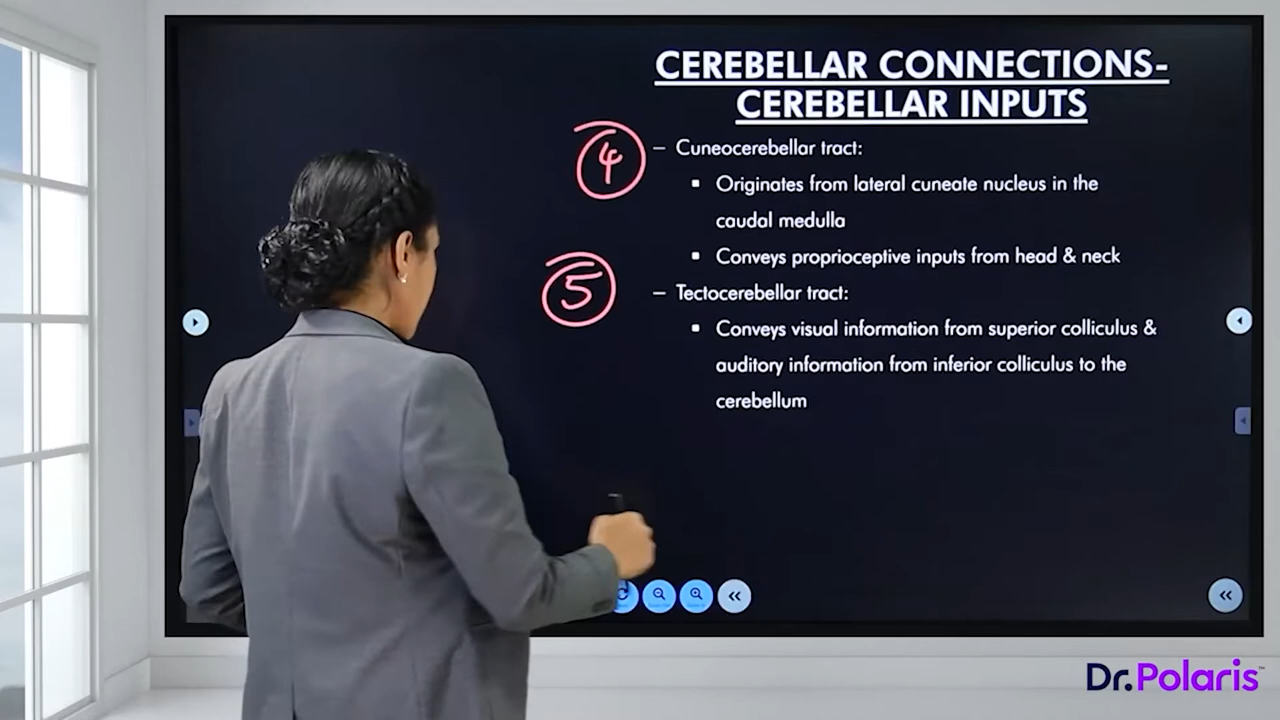 CEREBELLAR CONNECTIONS-
CEREBELLAR INPUTS
4
– Cuneocerebellar tract:
▪ Originates from lateral cuneate nucleus in the
caudal medulla
▪ Conveys proprioceptive inputs from head & neck
5
– Tectocerebellar tract:
▪ Conveys visual information from superior colliculus &
auditory information from inferior colliculus to the
cerebellum
Dr.Polaris™